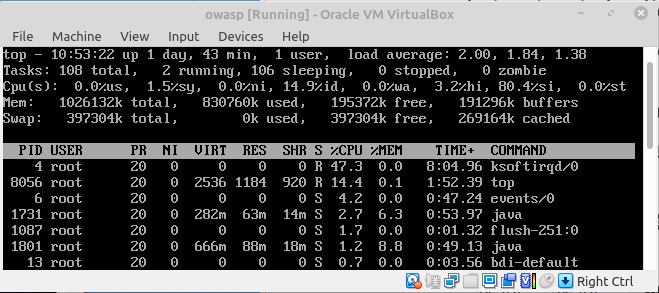 owasp [Running] - Oracle VM VirtualBox
File Machine View Input Devices Help
top - 10:53:22 up 1 day, 43 min, 1 user, load average: 2.00, 1.84, 1.38
Tasks: 108 total, 2 running, 106 sleeping, 0 stopped, 0 zombie
Cpu(s): 0.0%us, 1.5%sy, 0.0%ni, 14.9%id, 0.0%wa, 3.2%hi, 80.4%si, 0.0%st
Mem: 1026132k total, 830760k used, 195372k free, 191296k buffers
Swap: 397304k total, 0k used, 397304k free, 269164k cached
PID USER PR NI VIRT RES SHR S %CPU %MEM TIME+ COMMAND
4 root 20 0 0 0 0 R 47.3 0.0 8:04.96 ksoftirqd/0
8056 root 20 0 2536 1184 920 R 14.4 0.1 1:52.39 top
6 root 20 0 0 0 0 S 4.2 0.0 0:47.24 events/0
1731 root 20 0 282m 63m 14m S 2.7 6.3 0:53.97 java
1087 root 20 0 0 0 0 S 1.7 0.0 0:01.32 flush-251:0
1801 root 20 0 666m 88m 18m S 1.2 8.8 0:49.13 java
13 root 20 0 0 0 0 S 0.7 0.0 0:03.56 bdi-default
Right Ctrl